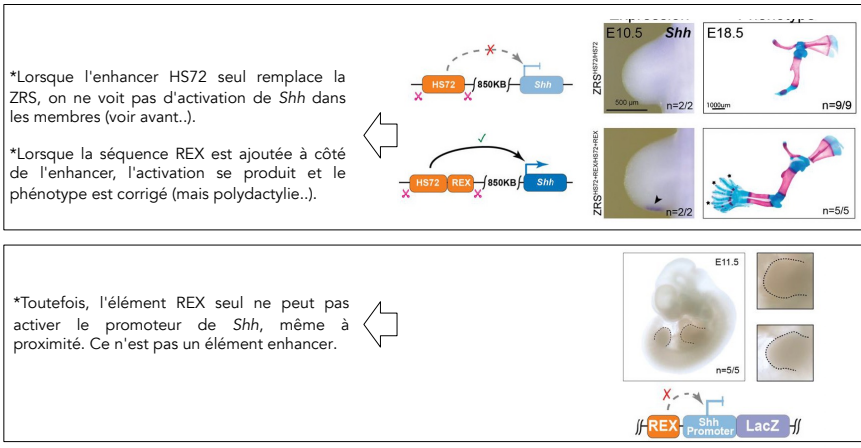 Expression Phenotype
*Lorsque l'enhancer HS72 seul remplace la
ZRS, on ne voit pas d'activation de Shh dans
les membres (voir avant..).
*Lorsque la séquence REX est ajoutée à côté
de l'enhancer, l'activation se produit et le
phénotype est corrigé (mais polydactylie..).
HS72 850KB Shh
HS72 REX 850KB Shh
ZRS HS72/HS72
E10.5 Shh
500 um n=2/2
E18.5
1000um n=9/9
ZRS HS72+REX/HS72+REX
n=2/2
n=5/5
*Toutefois, l'élément REX seul ne peut pas
activer le promoteur de Shh, même à
proximité. Ce n'est pas un élément enhancer.
E11.5
n=5/5
REX Shh Promoter LacZ